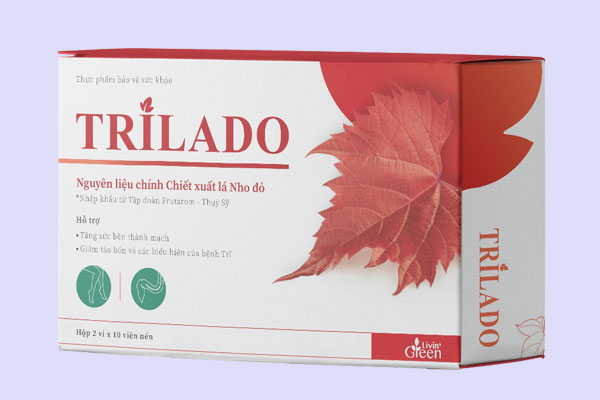 Thực phẩm bảo vệ sức khỏe
TRILADO
Nguyên liệu chính Chiết xuất lá Nho đỏ
*Nhập khẩu từ Tập đoàn Frutarom - Thụy Sỹ
Hỗ trợ
• Tăng sức bền thành mạch
• Giảm táo bón và các biểu hiện của bệnh Trĩ
Hộp 2 vỉ x 10 viên nén
Livin'
Green
TRILADO